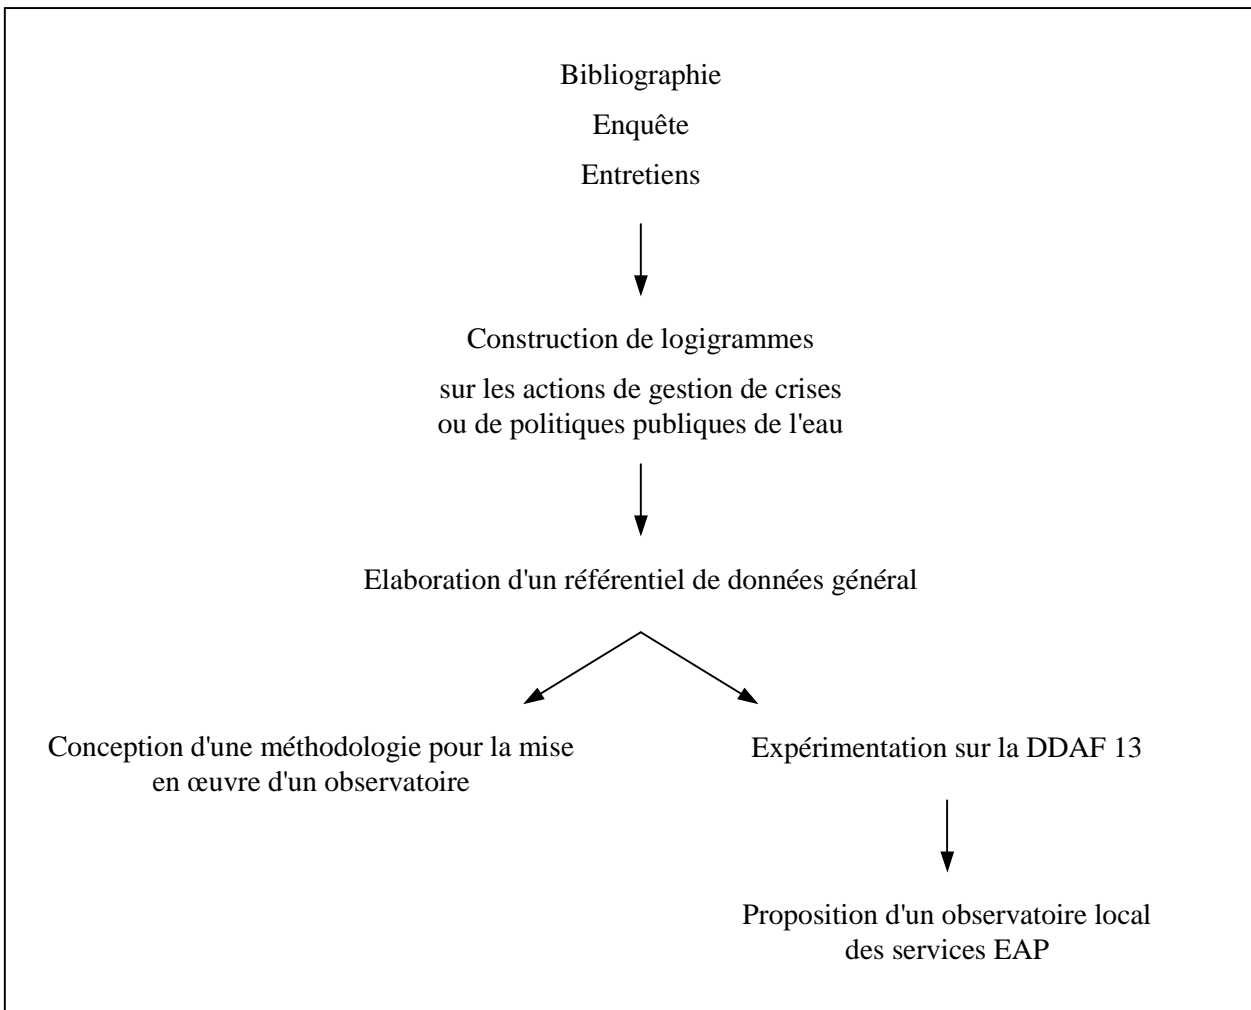 Bibliographie
Enquête
Entretiens
Construction de logigrammes
sur les actions de gestion de crises
ou de politiques publiques de l'eau
Elaboration d'un référentiel de données général
Conception d'une méthodologie pour la mise
en œuvre d'un observatoire
Expérimentation sur la DDAF 13
Proposition d'un observatoire local
des services EAP